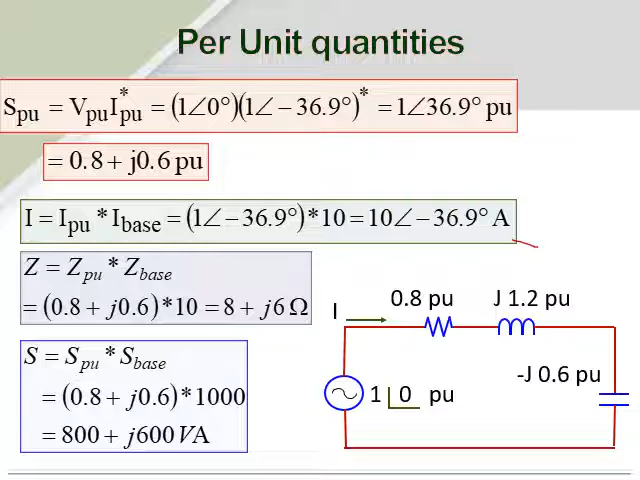 Per Unit quantities
S_pu = V_pu I*_pu = (1∠0°)(1∠−36.9°)* = 1∠36.9° pu
= 0.8 + j0.6 pu
I = I_pu * I_base = (1∠−36.9°)*10 = 10∠−36.9° A
Z = Z_pu * Z_base
= (0.8 + j0.6)*10 = 8 + j6 Ω
S = S_pu * S_base
= (0.8 + j0.6)*1000
= 800 + j600 VA
I
0.8 pu
J 1.2 pu
-J 0.6 pu
1∠0 pu